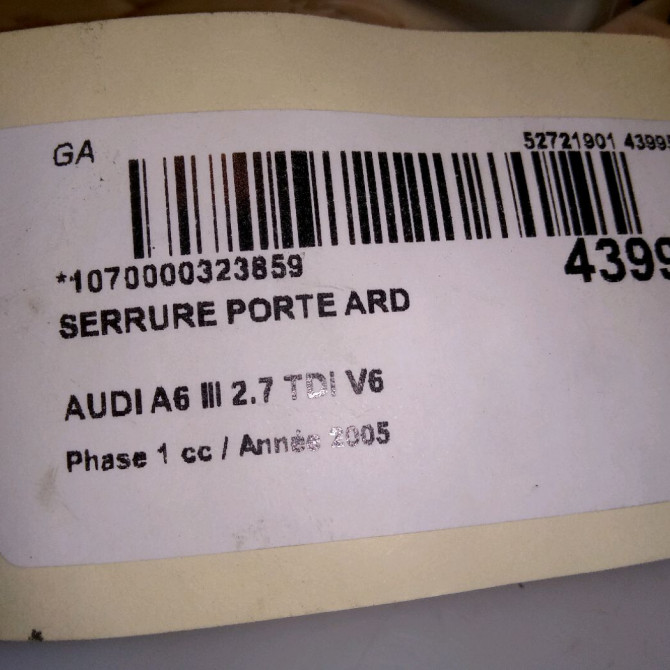 GA
52721901 4399
*1070000323859
4399
SERRURE PORTE ARD
AUDI A6 III 2.7 TDI V6
Phase 1 cc / Année 2005